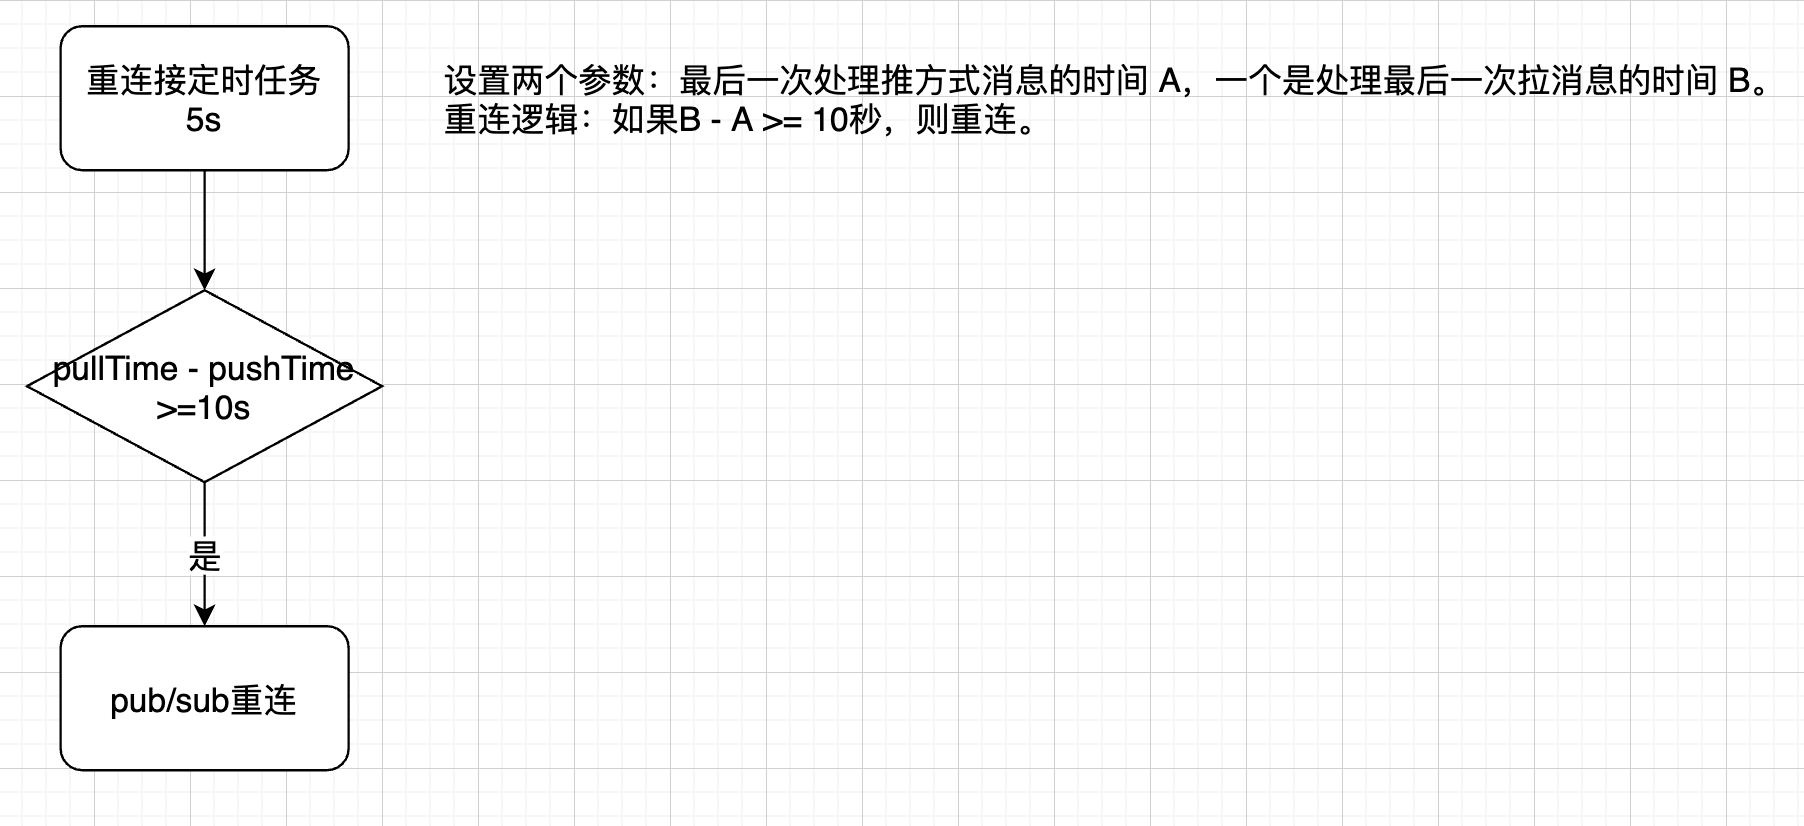 重连接定时任务
5s
设置两个参数：最后一次处理推方式消息的时间 A，一个是处理最后一次拉消息的时间 B。
重连逻辑：如果B - A >= 10秒，则重连。
pullTime - pushTime
>=10s
是
pub/sub重连